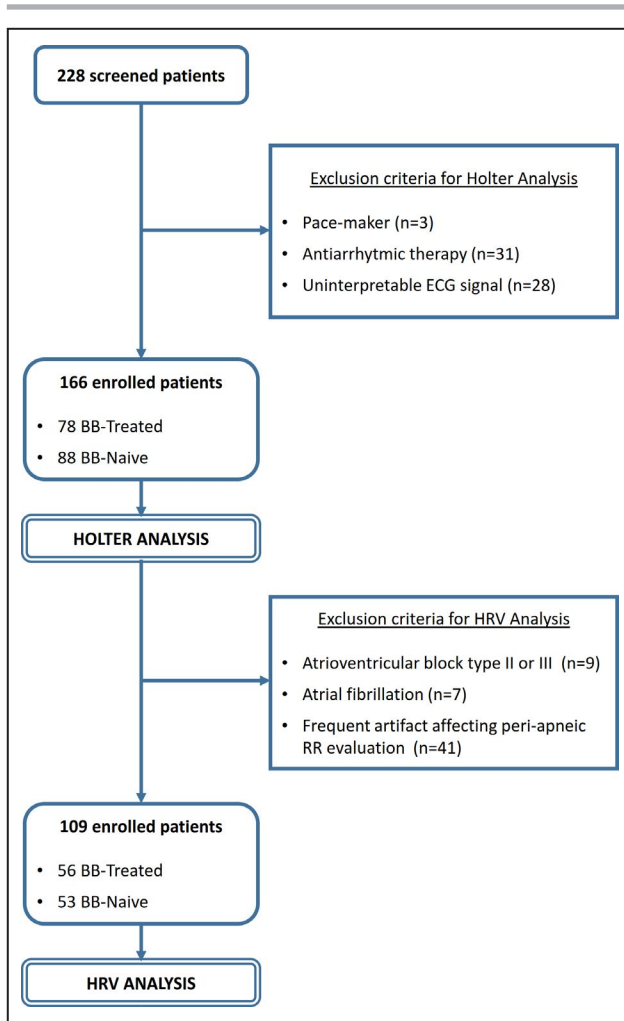 228 screened patients
Exclusion criteria for Holter Analysis
• Pace-maker (n=3)
• Antiarrhytmic therapy (n=31)
• Uninterpretable ECG signal (n=28)
166 enrolled patients
• 78 BB-Treated
• 88 BB-Naive
HOLTER ANALYSIS
Exclusion criteria for HRV Analysis
• Atrioventricular block type II or III (n=9)
• Atrial fibrillation (n=7)
• Frequent artifact affecting peri-apneic
RR evaluation (n=41)
109 enrolled patients
• 56 BB-Treated
• 53 BB-Naive
HRV ANALYSIS